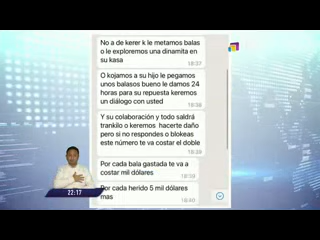 No a de kerer k le metamos balas
o le exploremos una dinamita en
su kasa
18:37
O kojamos a su hijo le pegamos
unos balasos bueno le damos 24
horas para su repuesta keremos
un diálogo con usted
18:38
Y su colaboración y todo saldrá
trankilo o keremos hacerte daño
pero si no respondes o blokeas
este número te va costar el doble
18:39
Por cada bala gastada te va a
costar mil dólares
18:39
Por cada herido 5 mil dólares
mas
18:40
22:17